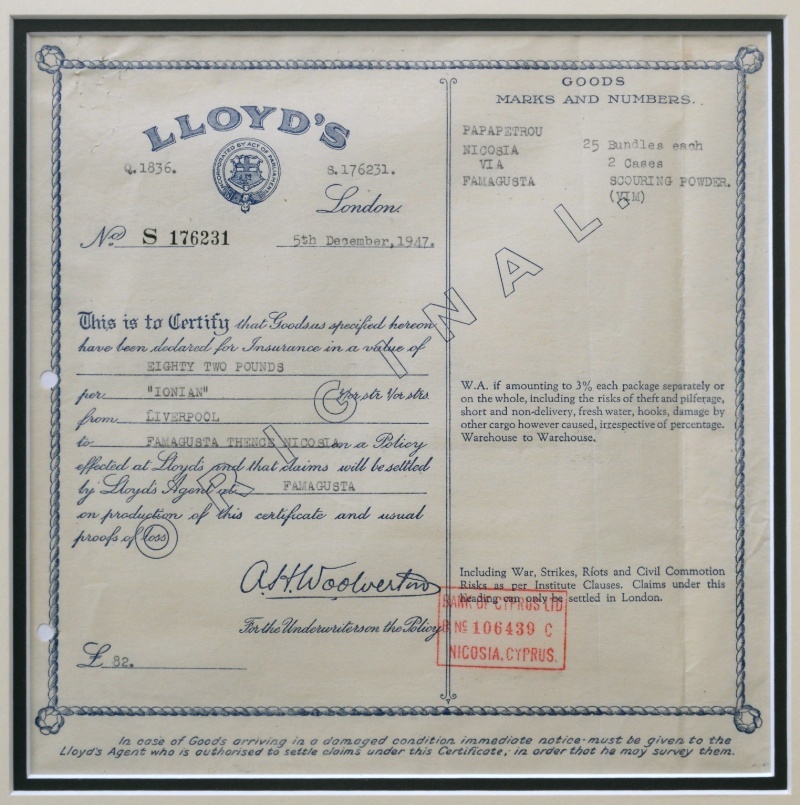 LLOYD'S
INCORPORATED BY ACT OF PARLIAMENT
Q.1836. S.176231.
London.
No. S 176231 5th December, 1947.
This is to Certify that Goods as specified hereon
have been declared for Insurance in a value of
EIGHTY TWO POUNDS
per "IONIAN" &/or str &/or strs
from LIVERPOOL
to FAMAGUSTA THENCE NICOSIA on a Policy
effected at Lloyd's and that claims will be settled
by Lloyd's Agent at FAMAGUSTA
on production of this certificate and usual
proofs of loss
A.H. Woolverton
For the Underwriters on the Policy
£ 82.
GOODS
MARKS AND NUMBERS.
PAPAPETROU
NICOSIA 25 Bundles each
VIA 2 Cases
FAMAGUSTA SCOURING POWDER.
(VIM)
W.A. if amounting to 3% each package separately or
on the whole, including the risks of theft and pilferage,
short and non-delivery, fresh water, hooks, damage by
other cargo however caused, irrespective of percentage.
Warehouse to Warehouse.
Including War, Strikes, Riots and Civil Commotion
Risks as per Institute Clauses. Claims under this
heading can only be settled in London.
BANK OF CYPRUS LTD
B No 106439 C
NICOSIA, CYPRUS.
ORIGINAL.
In case of Goods arriving in a damaged condition immediate notice must be given to the
Lloyd's Agent who is authorised to settle claims under this Certificate, in order that he may survey them.